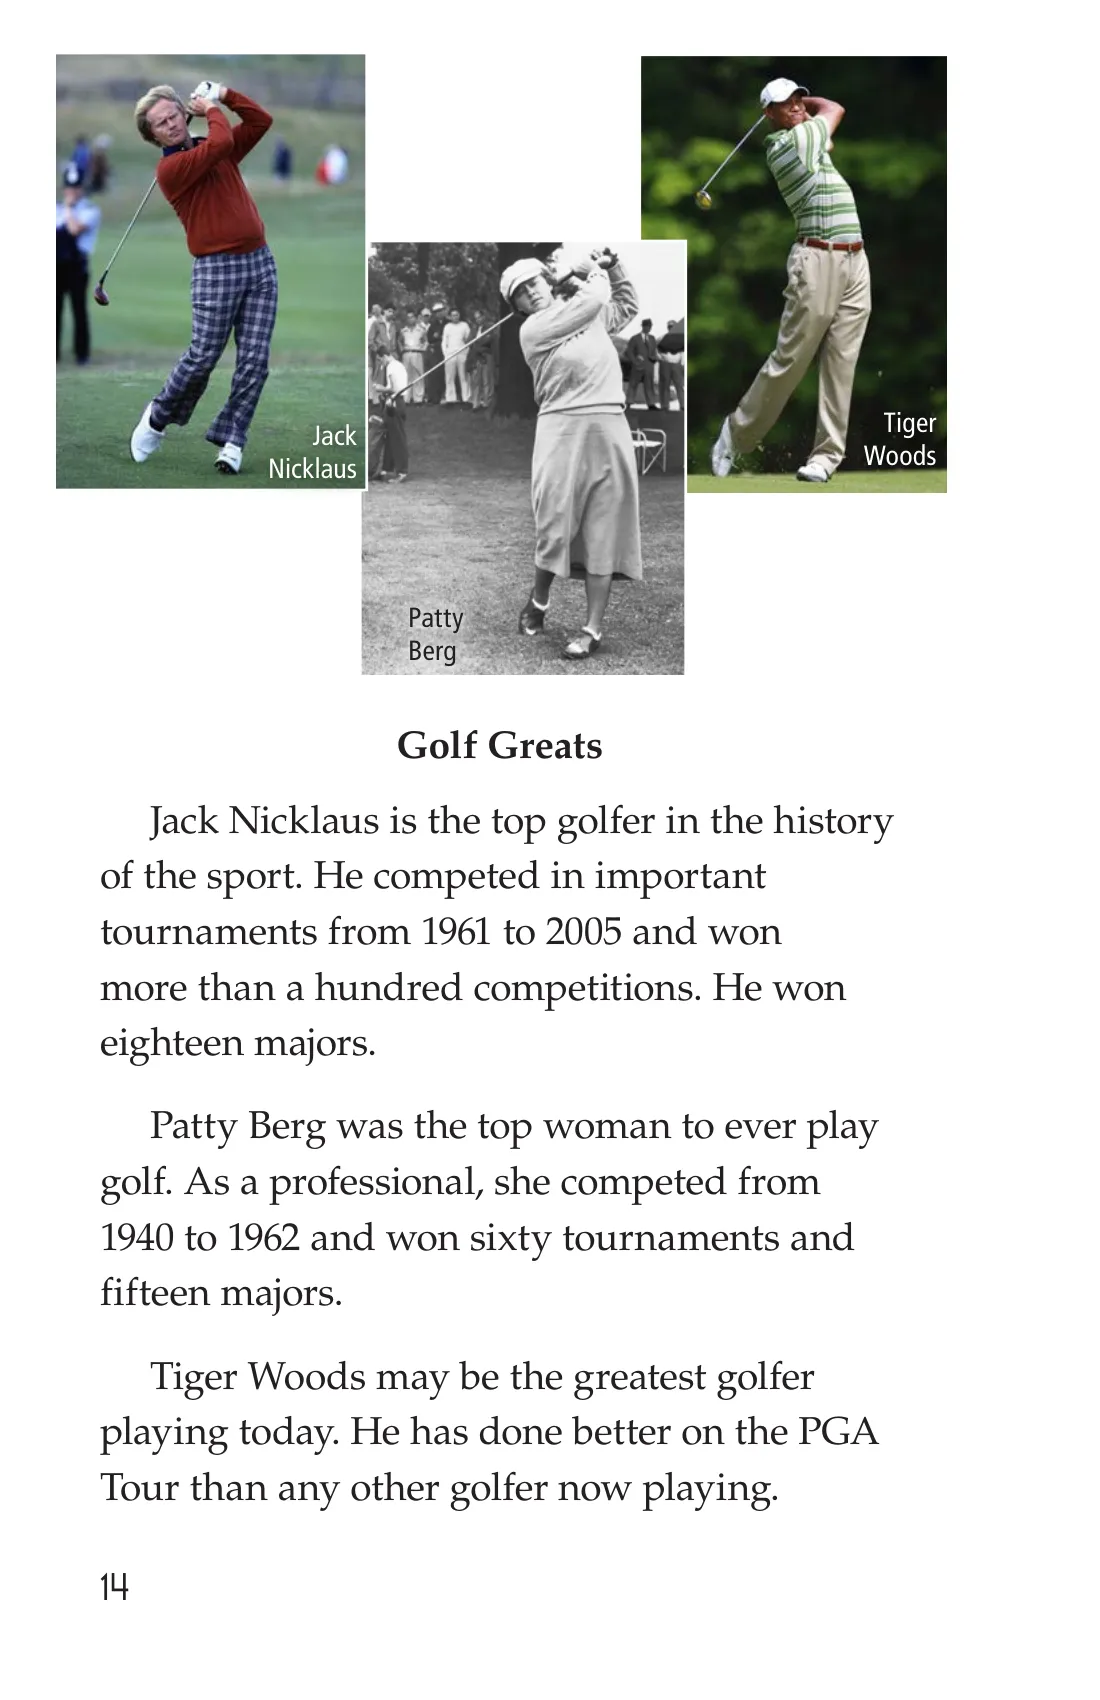 Jack
Nicklaus
Tiger
Woods
Patty
Berg
Golf Greats
Jack Nicklaus is the top golfer in the history
of the sport. He competed in important
tournaments from 1961 to 2005 and won
more than a hundred competitions. He won
eighteen majors.
Patty Berg was the top woman to ever play
golf. As a professional, she competed from
1940 to 1962 and won sixty tournaments and
fifteen majors.
Tiger Woods may be the greatest golfer
playing today. He has done better on the PGA
Tour than any other golfer now playing.
14